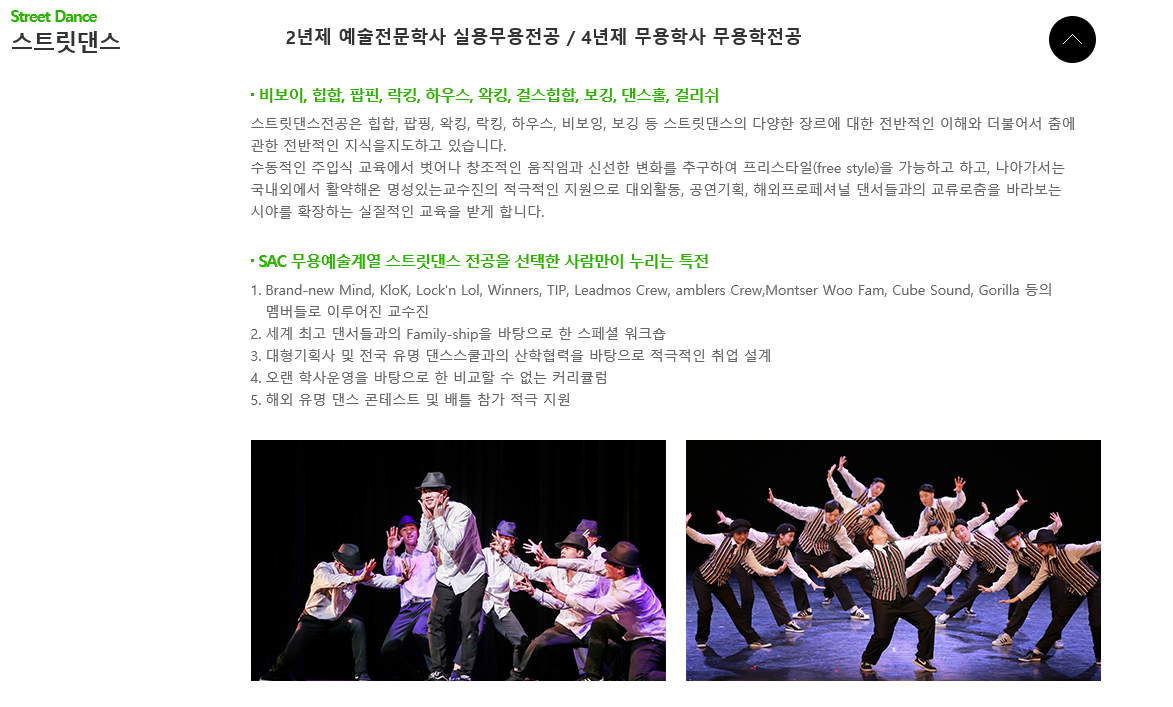 Street Dance
스트릿댄스
2년제 예술전문학사 실용무용전공 / 4년제 무용학사 무용학전공
· 비보이, 힙합, 팝핀, 락킹, 하우스, 왁킹, 걸스힙합, 보깅, 댄스홀, 걸리쉬
스트릿댄스전공은 힙합, 팝핑, 왁킹, 락킹, 하우스, 비보잉, 보깅 등 스트릿댄스의 다양한 장르에 대한 전반적인 이해와 더불어서 춤에
관한 전반적인 지식을지도하고 있습니다.
수동적인 주입식 교육에서 벗어나 창조적인 움직임과 신선한 변화를 추구하여 프리스타일(free style)을 가능하고 하고, 나아가서는
국내외에서 활약해온 명성있는교수진의 적극적인 지원으로 대외활동, 공연기획, 해외프로페셔널 댄서들과의 교류로춤을 바라보는
시야를 확장하는 실질적인 교육을 받게 합니다.
· SAC 무용예술계열 스트릿댄스 전공을 선택한 사람만이 누리는 특전
1. Brand-new Mind, KloK, Lock'n Lol, Winners, TIP, Leadmos Crew, amblers Crew,Montser Woo Fam, Cube Sound, Gorilla 등의
멤버들로 이루어진 교수진
2. 세계 최고 댄서들과의 Family-ship을 바탕으로 한 스페셜 워크숍
3. 대형기획사 및 전국 유명 댄스스쿨과의 산학협력을 바탕으로 적극적인 취업 설계
4. 오랜 학사운영을 바탕으로 한 비교할 수 없는 커리큘럼
5. 해외 유명 댄스 콘테스트 및 배틀 참가 적극 지원